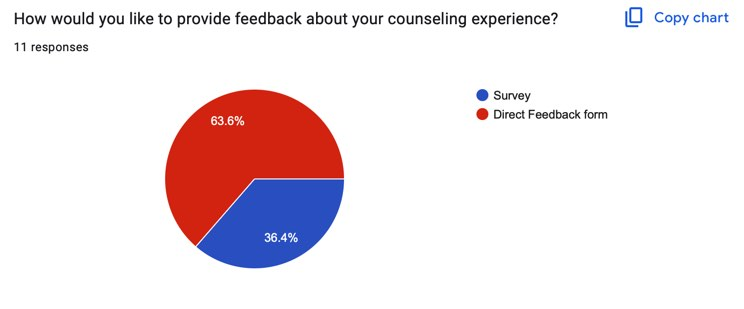 How would you like to provide feedback about your counseling experience?
Copy chart
11 responses
Survey
Direct Feedback form
63.6%
36.4%